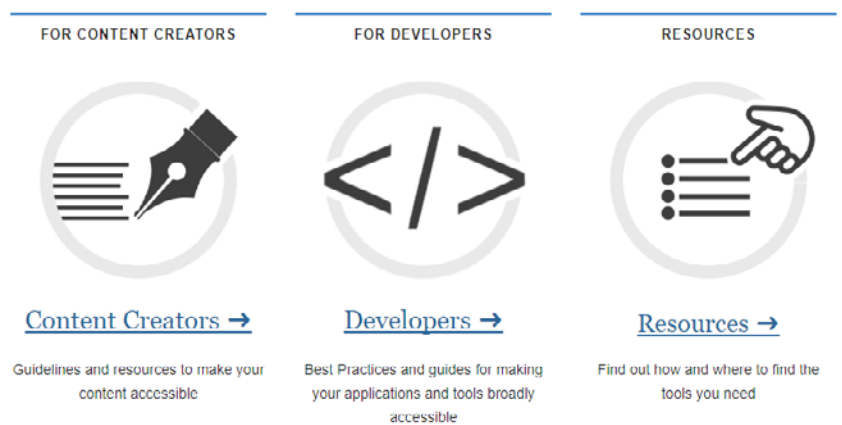 FOR CONTENT CREATORS
Content Creators →
Guidelines and resources to make your
content accessible
FOR DEVELOPERS
</>
Developers →
Best Practices and guides for making
your applications and tools broadly
accessible
RESOURCES
Resources →
Find out how and where to find the
tools you need